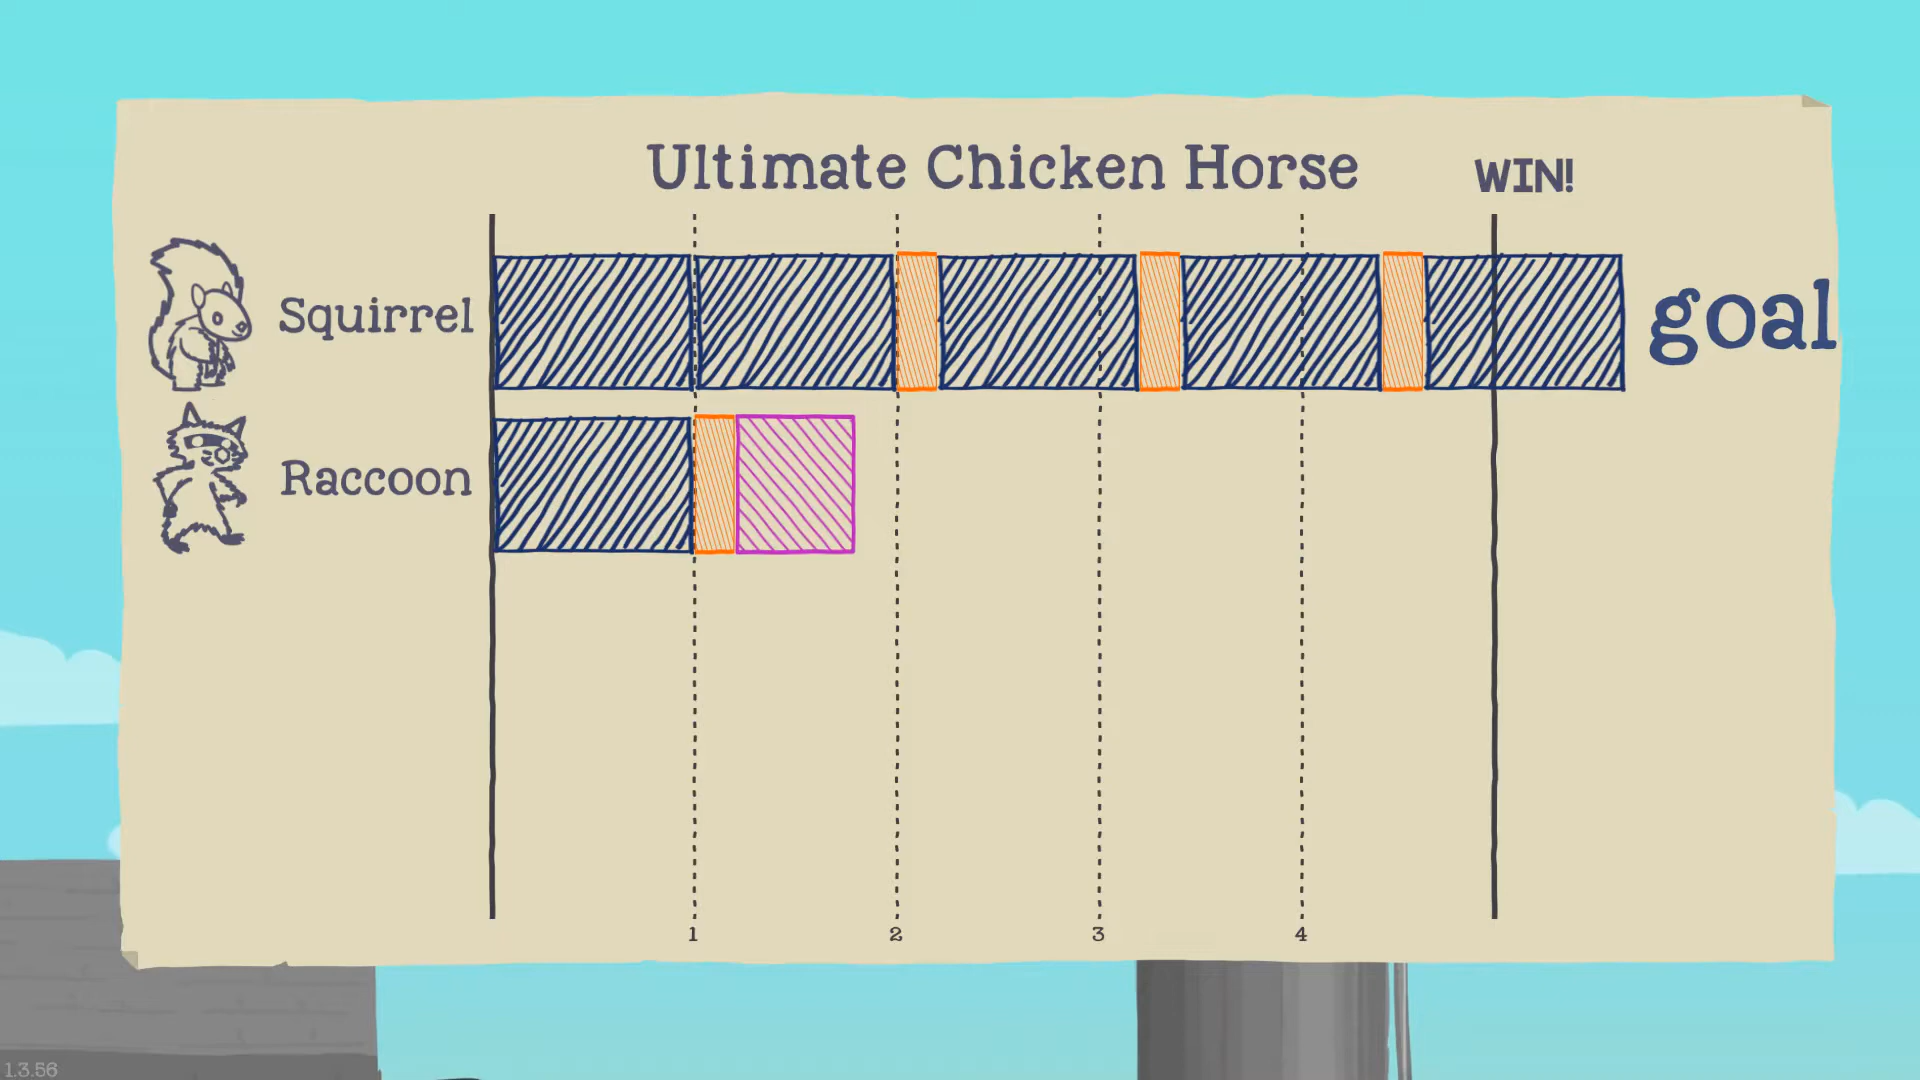 Ultimate Chicken Horse
WIN!
Squirrel
goal
Raccoon
1 2 3 4
1.3.56